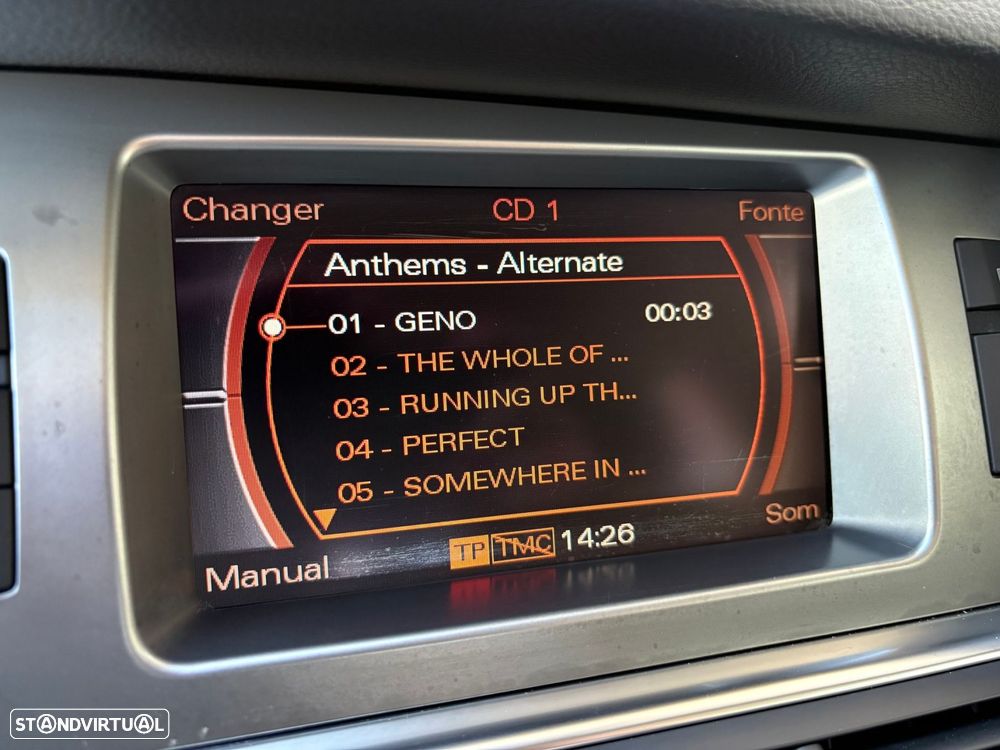 Changer CD 1 Fonte
Anthems - Alternate
01 - GENO 00:03
02 - THE WHOLE OF ...
03 - RUNNING UP TH...
04 - PERFECT
05 - SOMEWHERE IN ...
Som
Manual TP TMC 14:26
STANDVIRTUAL